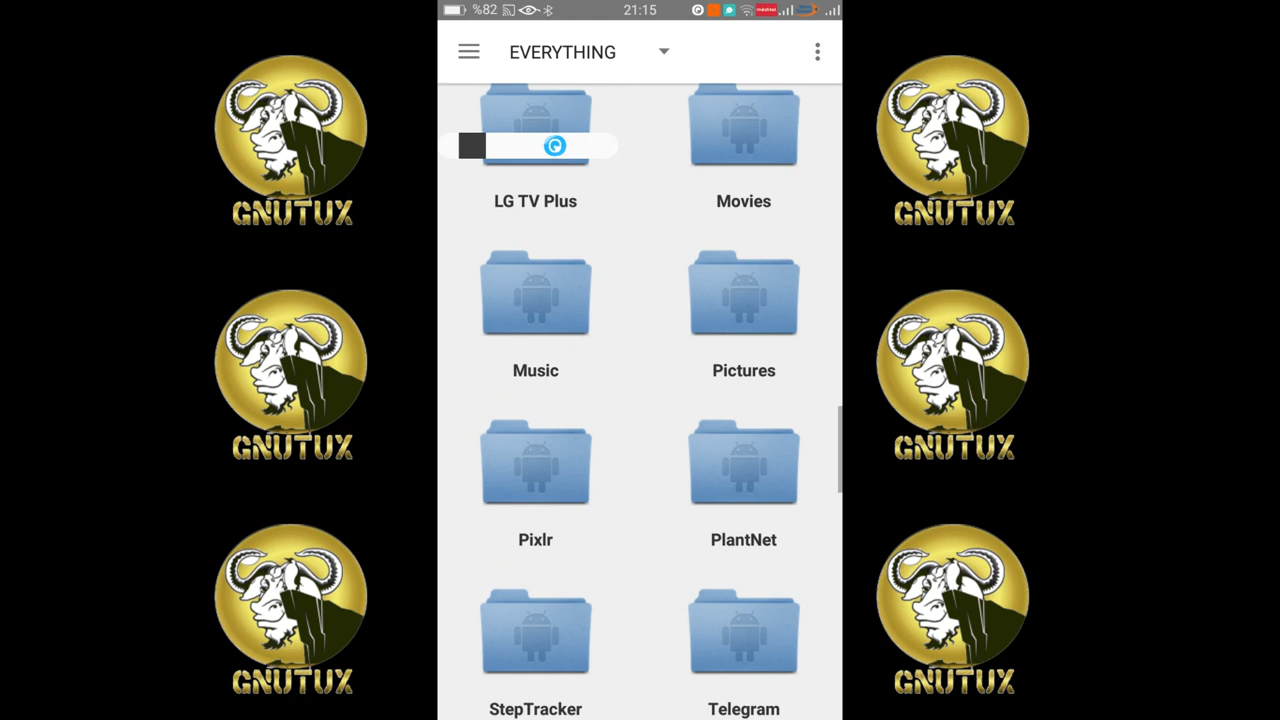 %82 21:15 méditel
EVERYTHING
LG TV Plus Movies
Music Pictures
Pixlr PlantNet
StepTracker Telegram
GNUTUX GNUTUX
GNUTUX GNUTUX
GNUTUX GNUTUX